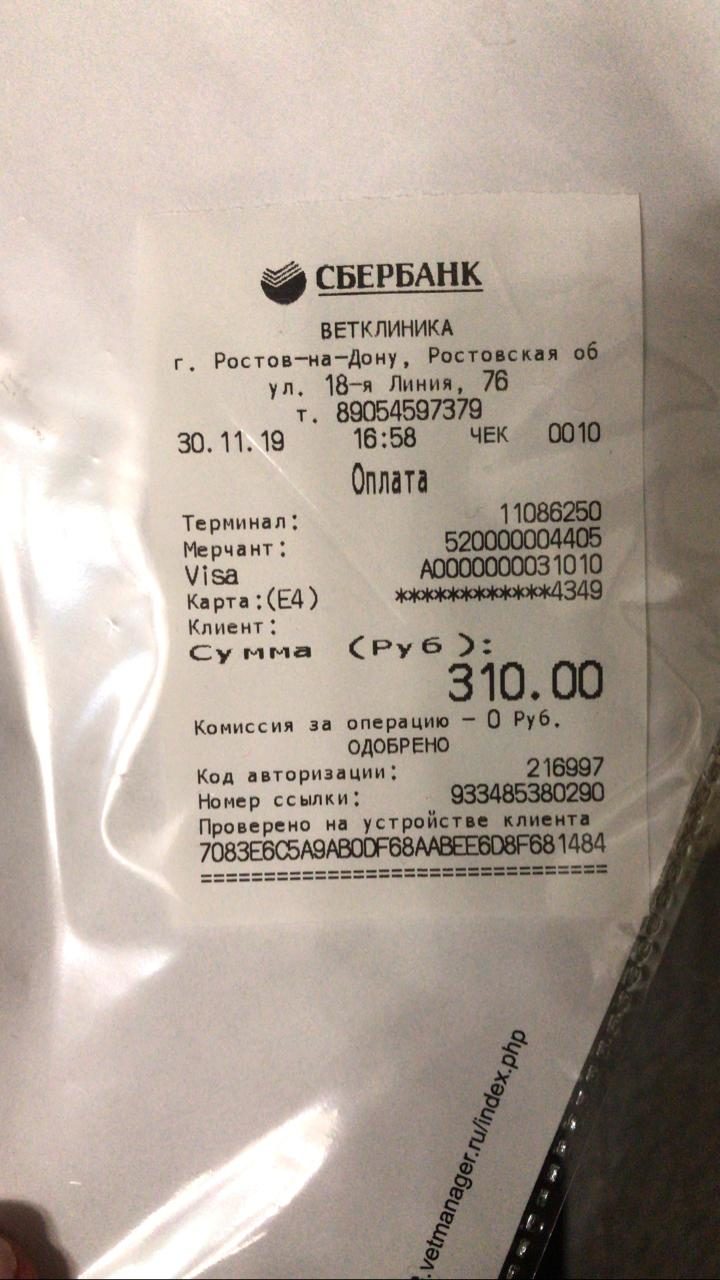 СБЕРБАНК
ВЕТКЛИНИКА
г. Ростов-на-Дону, Ростовская об
ул. 18-я Линия, 76
т. 89054597379
30.11.19 16:58 ЧЕК 0010
Оплата
Терминал: 11086250
Мерчант: 520000004405
Visa A0000000031010
Карта:(E4) ************4349
Клиент:
Сумма (Руб):
310.00
Комиссия за операцию - 0 Руб.
ОДОБРЕНО
Код авторизации: 216997
Номер ссылки: 933485380290
Проверено на устройстве клиента
7083E6C5A9AB0DF68AABEE6D8F681484
================================
.vetmanager.ru/index.php